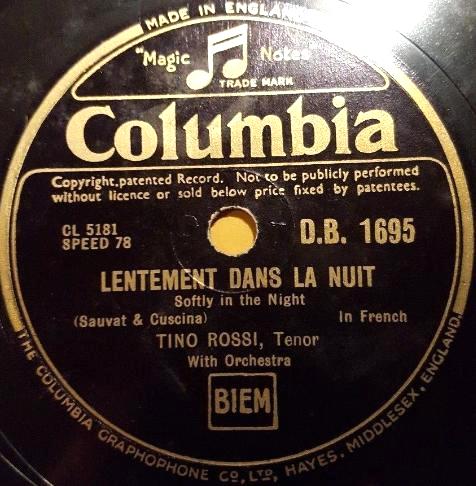 MADE IN ENGLAND
"Magic Notes"
TRADE MARK
Columbia
Copyright, patented Record. Not to be publicly performed
without licence or sold below price fixed by patentees.
CL 5181
SPEED 78
D.B. 1695
LENTEMENT DANS LA NUIT
Softly in the Night
(Sauvat & Cuscina) In French
TINO ROSSI, Tenor
With Orchestra
BIEM
THE COLUMBIA GRAPHOPHONE CO., LTD, HAYES, MIDDLESEX, ENGLAND.